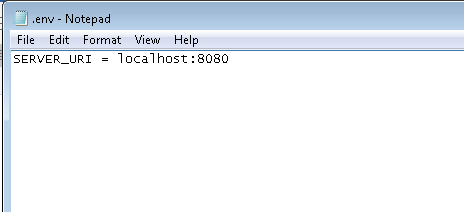 .env - Notepad
File Edit Format View Help
SERVER_URI = localhost:8080